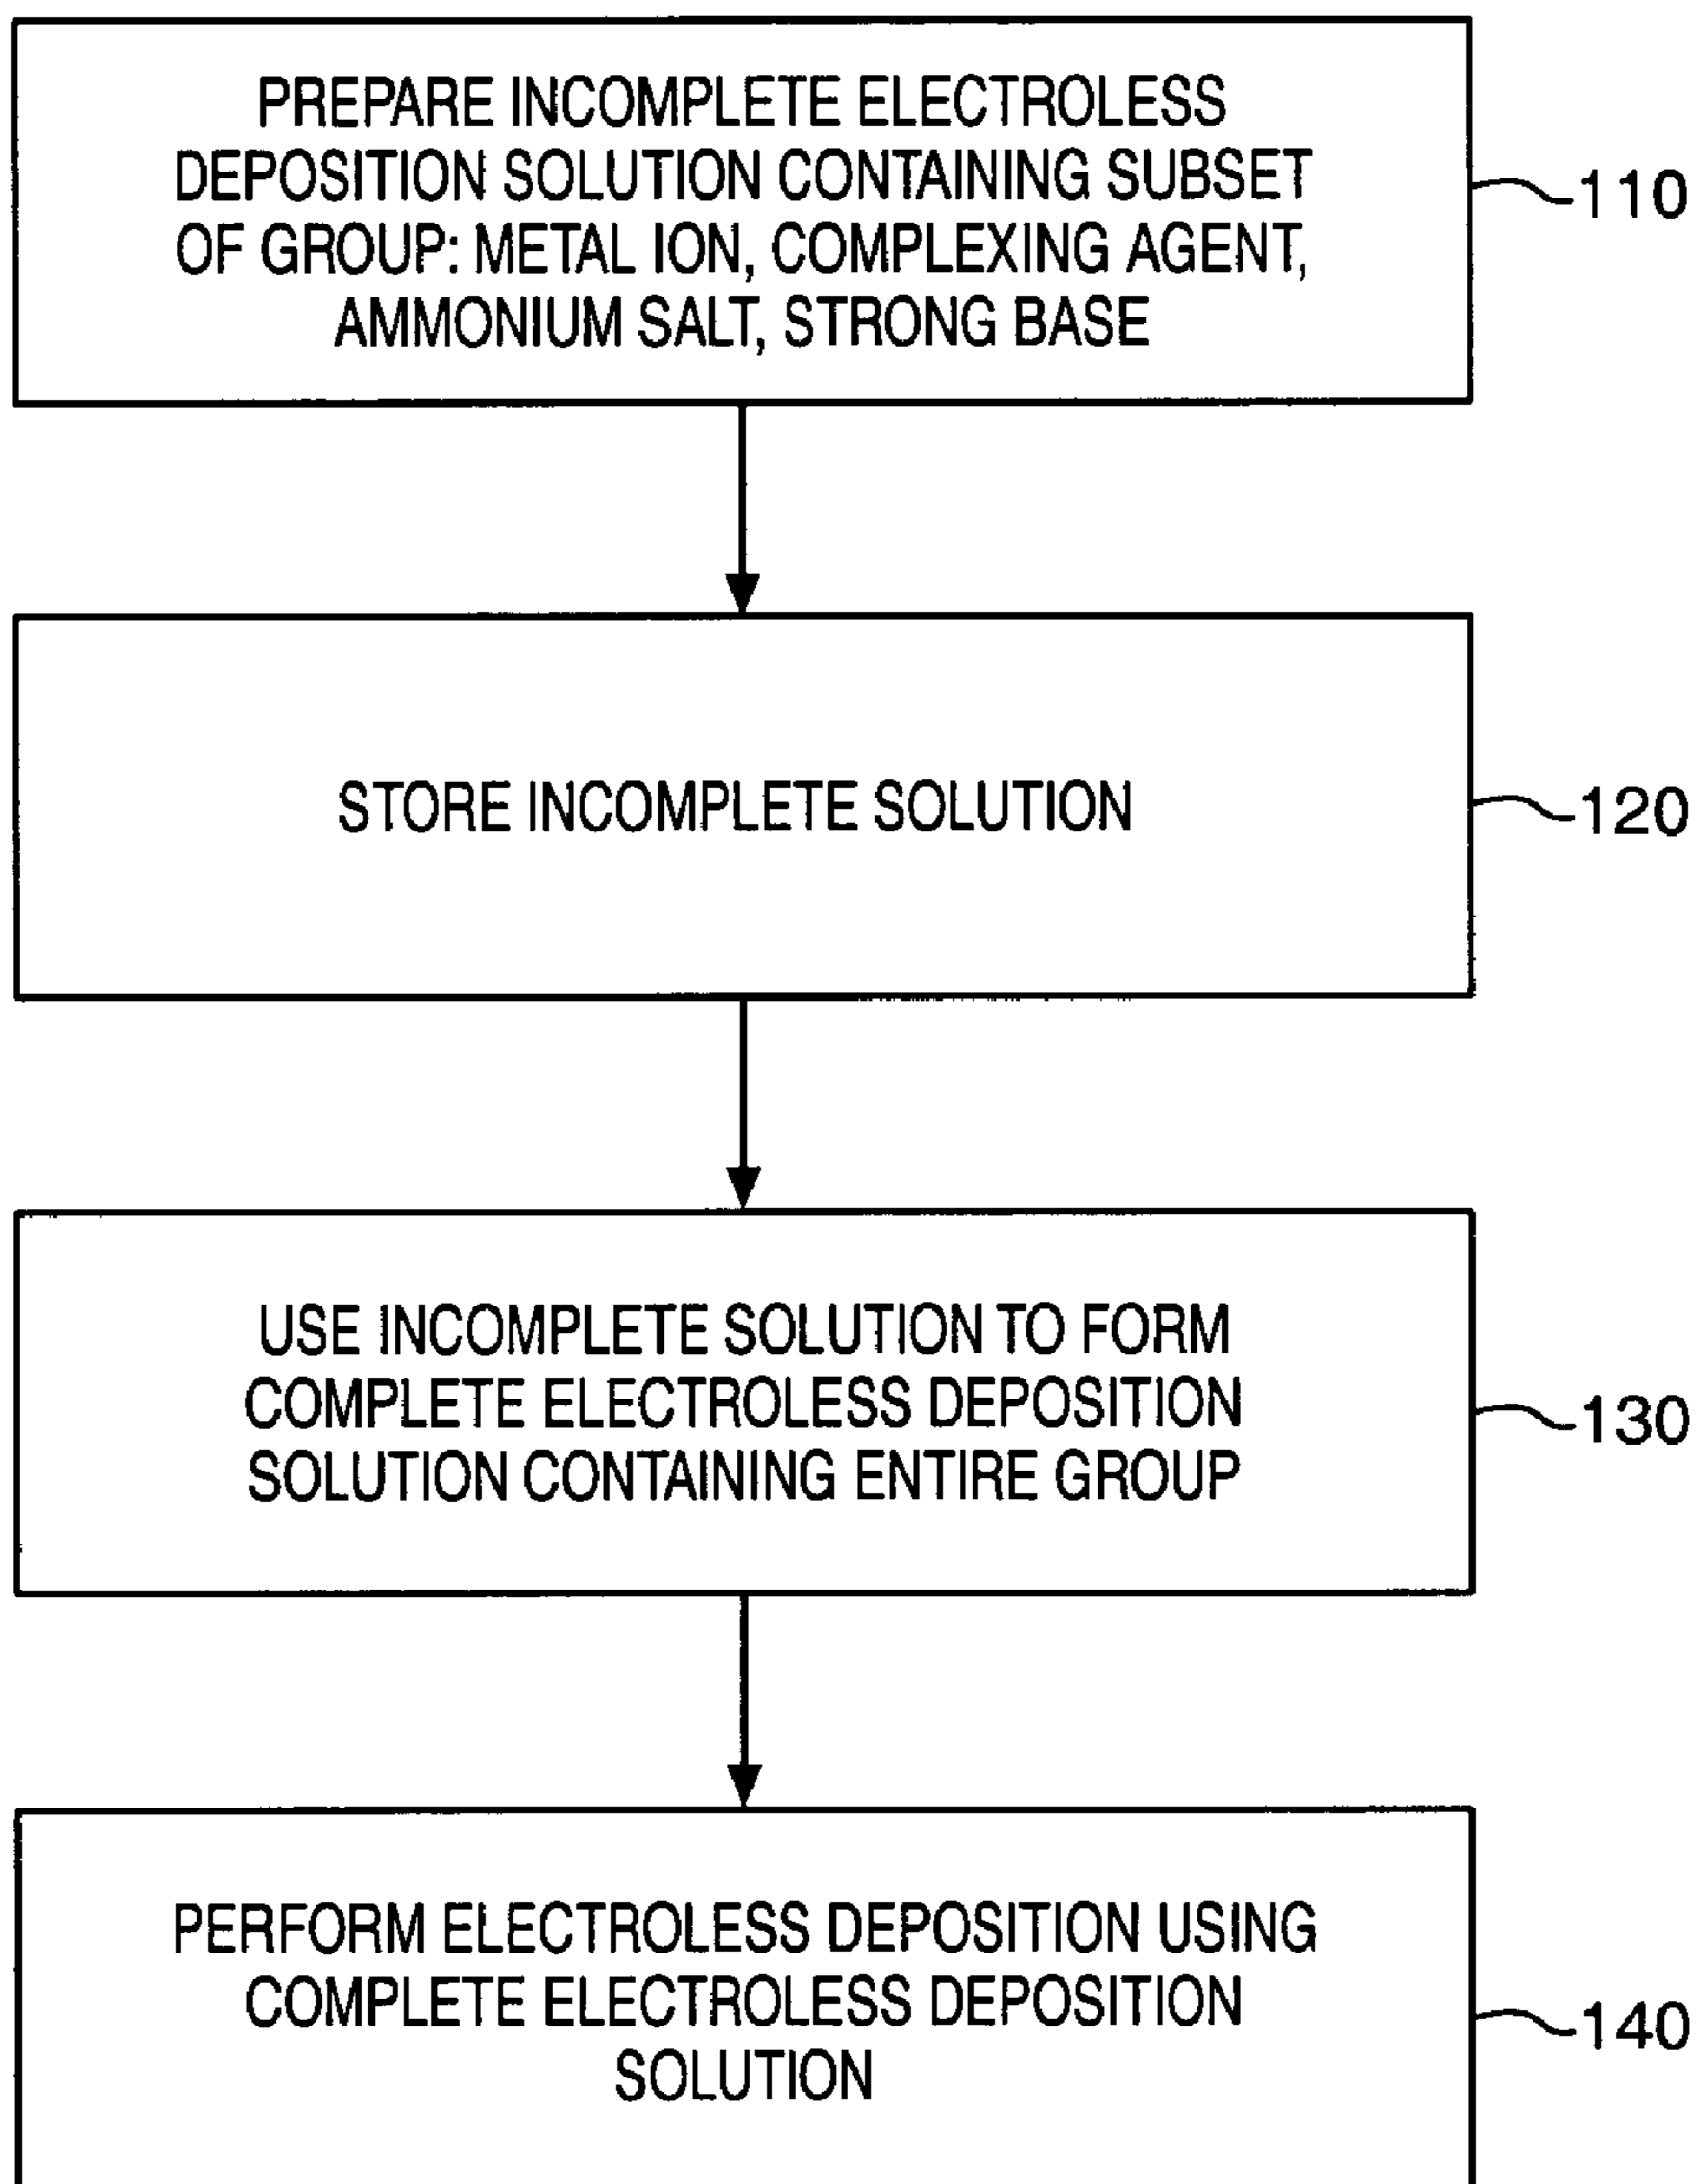 PREPARE INCOMPLETE ELECTROLESS
DEPOSITION SOLUTION CONTAINING SUBSET
OF GROUP: METAL ION, COMPLEXING AGENT,
AMMONIUM SALT, STRONG BASE
110
STORE INCOMPLETE SOLUTION
120
USE INCOMPLETE SOLUTION TO FORM
COMPLETE ELECTROLESS DEPOSITION
SOLUTION CONTAINING ENTIRE GROUP
130
PERFORM ELECTROLESS DEPOSITION USING
COMPLETE ELECTROLESS DEPOSITION
SOLUTION
140